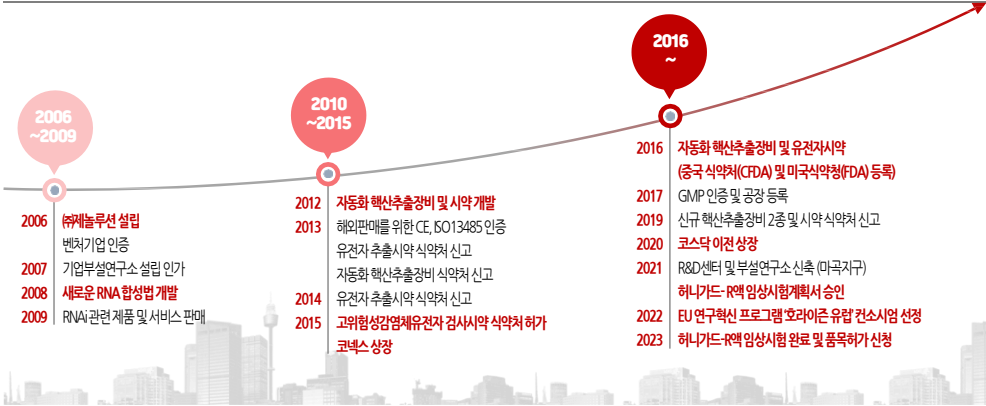 2006
~2009
2006 ㈜제놀루션 설립
벤처기업 인증
2007 기업부설연구소 설립 인가
2008 새로운 RNA 합성법 개발
2009 RNAi 관련 제품 및 서비스 판매
2010
~2015
2012 자동화 핵산추출장비 및 시약 개발
2013 해외판매를 위한 CE, ISO13485 인증
유전자 추출시약 식약처 신고
자동화 핵산추출장비 식약처 신고
2014 유전자 추출시약 식약처 신고
2015 고위험성감염체유전자 검사시약 식약처 허가
코넥스 상장
2016
~
2016 자동화 핵산추출장비 및 유전자시약
(중국 식약처(CFDA) 및 미국식약청(FDA) 등록)
2017 GMP 인증 및 공장 등록
2019 신규 핵산추출장비 2종 및 시약 식약처 신고
2020 코스닥 이전 상장
2021 R&D센터 및 부설연구소 신축 (마곡지구)
허니가드-R액 임상시험계획서 승인
2022 EU 연구혁신 프로그램 '호라이즌 유럽' 컨소시엄 선정
2023 허니가드-R액 임상시험 완료 및 품목허가 신청